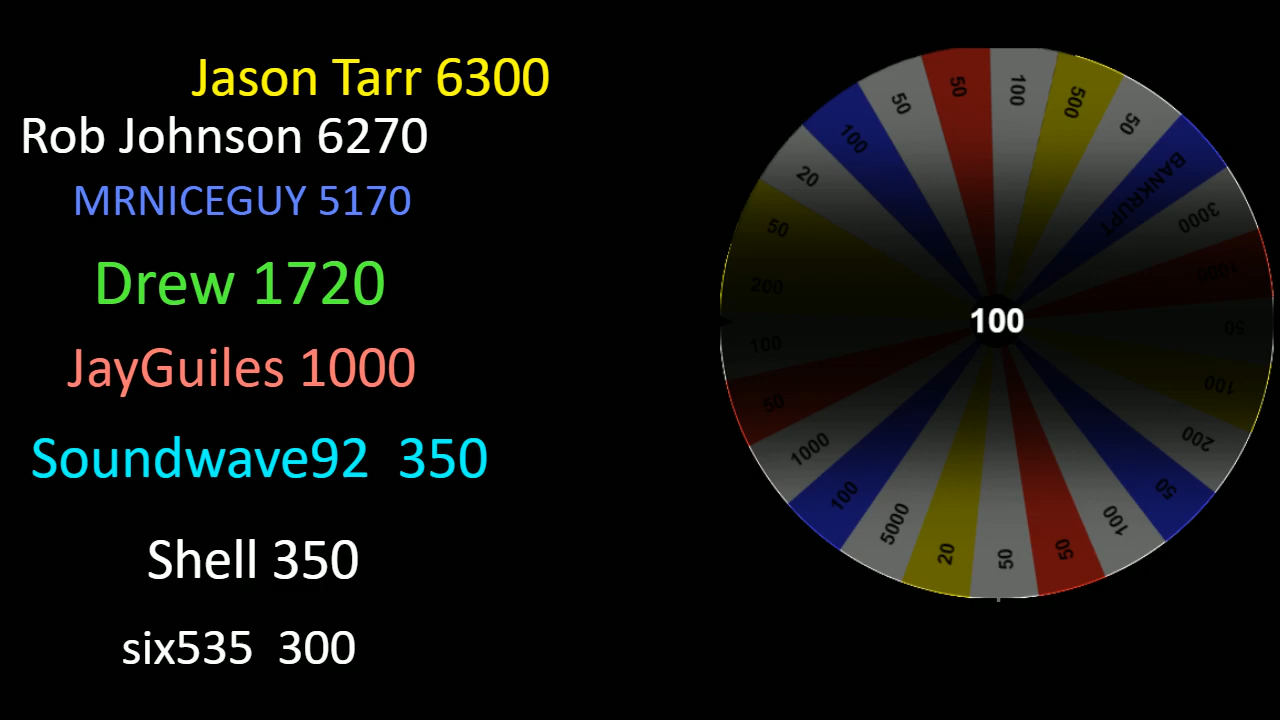 Jason Tarr 6300
Rob Johnson 6270
MRNICEGUY 5170
Drew 1720
JayGuiles 1000
Soundwave92  350
Shell 350
six535  300
100
100
500
50
BANKRUPT
3000
1000
50
100
200
50
100
50
50
20
5000
100
1000
50
100
200
50
20
100
50
50